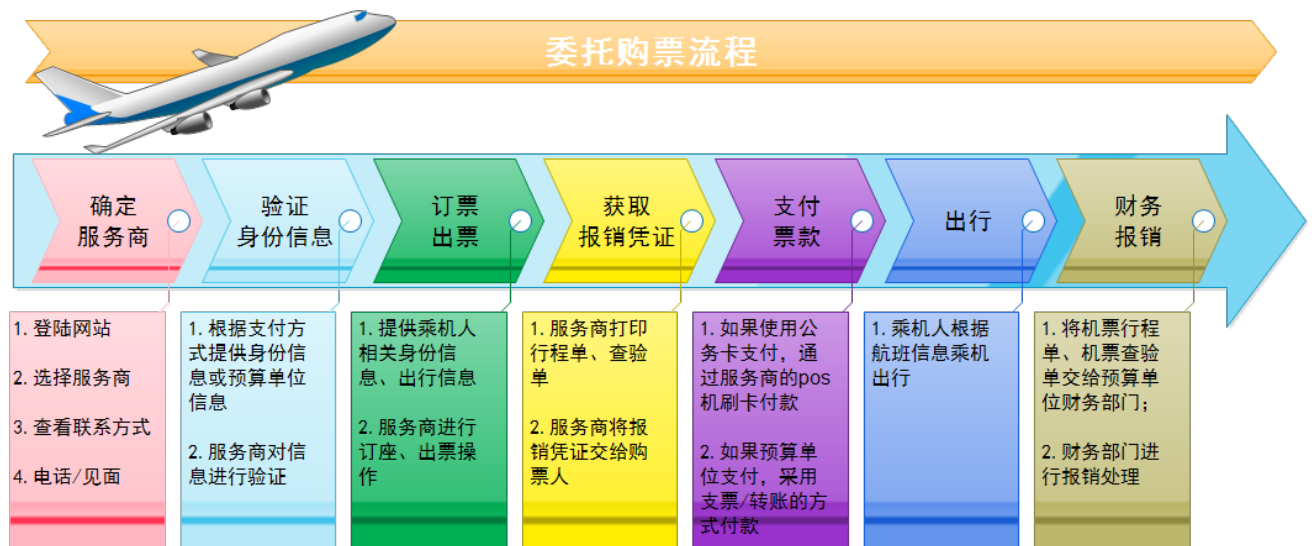 委托购票流程
确定
服务商
验证
身份信息
订票
出票
获取
报销凭证
支付
票款
出行
财务
报销
1. 登陆网站
2. 选择服务商
3. 查看联系方式
4. 电话/见面
1. 根据支付方
式提供身份信
息或预算单位
信息
2. 服务商对信
息进行验证
1. 提供乘机人
相关身份信
息、出行信息
2. 服务商进行
订座、出票操
作
1. 服务商打印
行程单、查验
单
2. 服务商将报
销凭证交给购
票人
1. 如果使用公
务卡支付，通
过服务商的pos
机刷卡付款
2. 如果预算单
位支付，采用
支票/转账的方
式付款
1. 乘机人根据
航班信息乘机
出行
1. 将机票行程
单、机票查验
单交给预算单
位财务部门；
2. 财务部门进
行报销处理